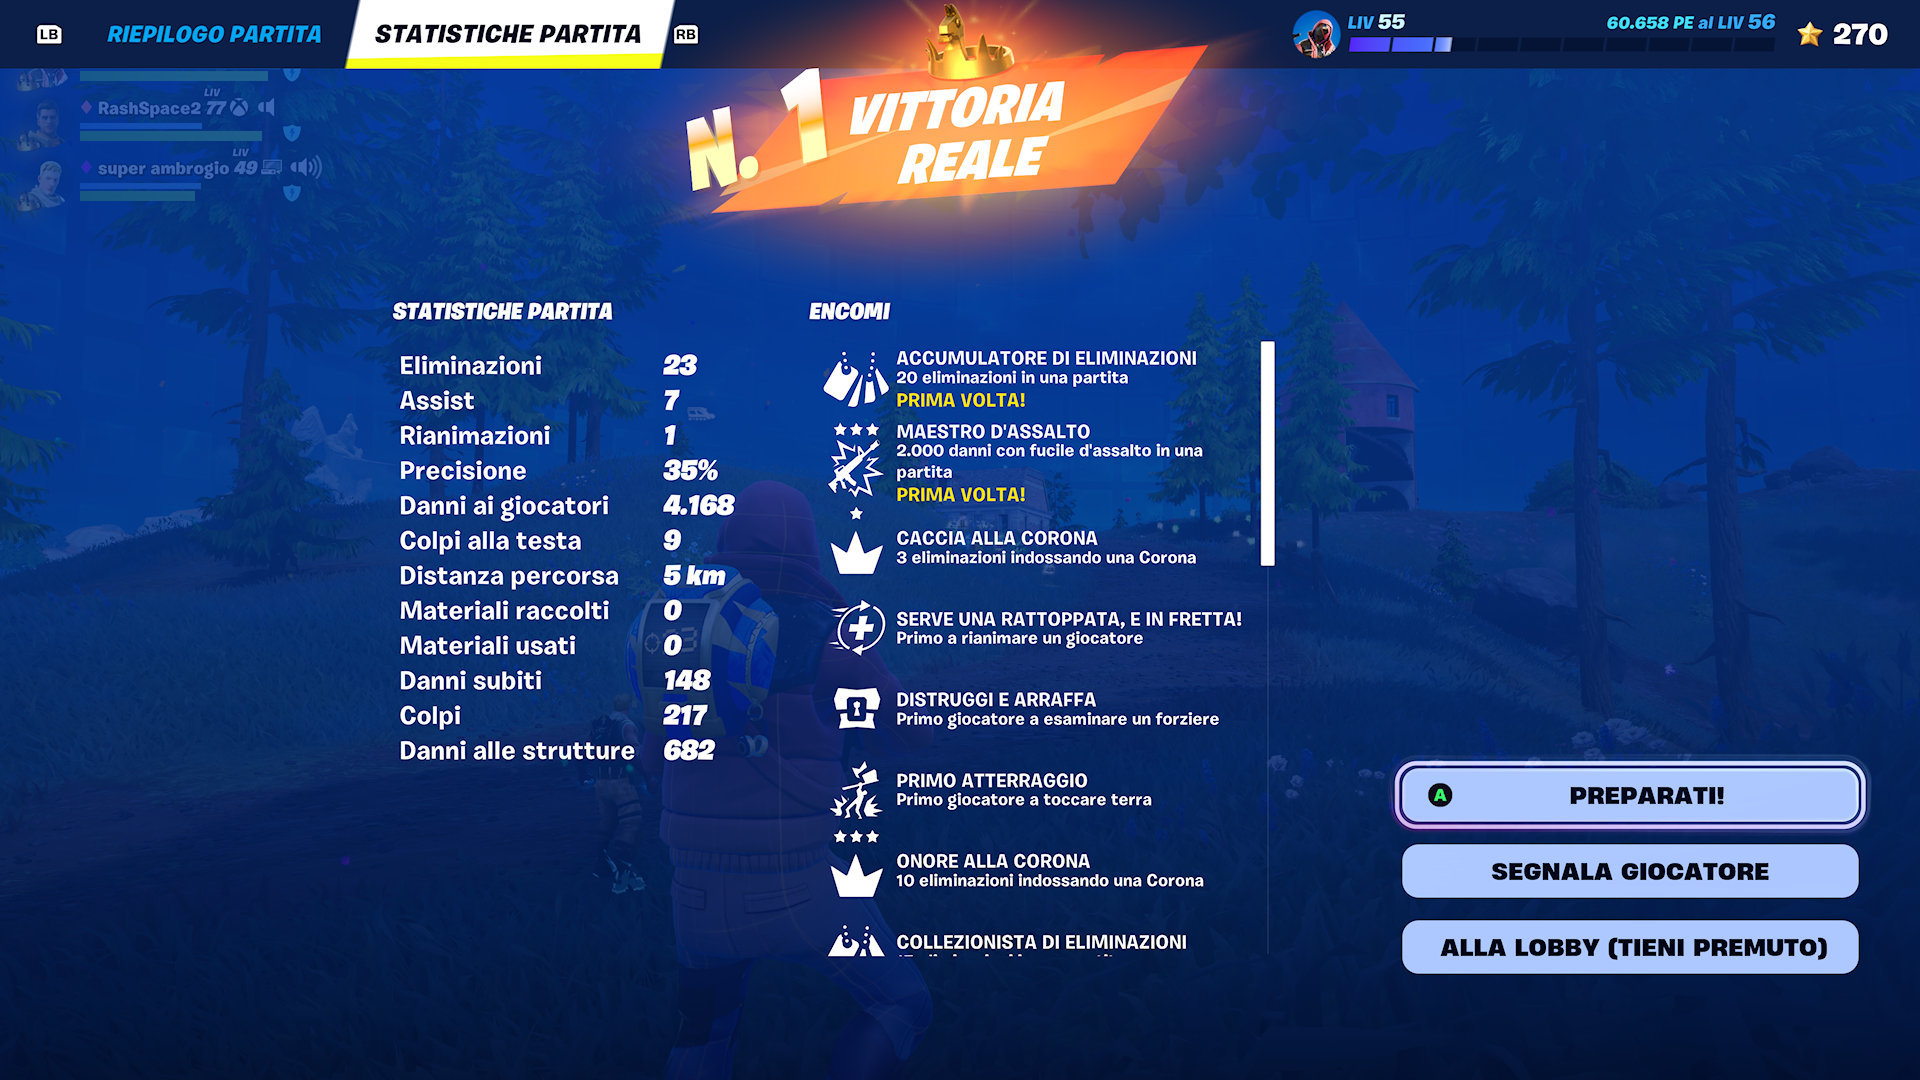 LB
RIEPILOGO PARTITA
STATISTICHE PARTITA
RB
LIV 55
60.658 PE al LIV 56
270
LIV
RashSpace2 77
LIV
super ambrogio 49
N. 1
VITTORIA
REALE
STATISTICHE PARTITA
Eliminazioni 23
Assist 7
Rianimazioni 1
Precisione 35%
Danni ai giocatori 4.168
Colpi alla testa 9
Distanza percorsa 5 km
Materiali raccolti 0
Materiali usati 0
Danni subiti 148
Colpi 217
Danni alle strutture 682
ENCOMI
ACCUMULATORE DI ELIMINAZIONI
20 eliminazioni in una partita
PRIMA VOLTA!
MAESTRO D'ASSALTO
2.000 danni con fucile d'assalto in una
partita
PRIMA VOLTA!
CACCIA ALLA CORONA
3 eliminazioni indossando una Corona
SERVE UNA RATTOPPATA, E IN FRETTA!
Primo a rianimare un giocatore
DISTRUGGI E ARRAFFA
Primo giocatore a esaminare un forziere
PRIMO ATTERRAGGIO
Primo giocatore a toccare terra
ONORE ALLA CORONA
10 eliminazioni indossando una Corona
COLLEZIONISTA DI ELIMINAZIONI
A PREPARATI!
SEGNALA GIOCATORE
ALLA LOBBY (TIENI PREMUTO)